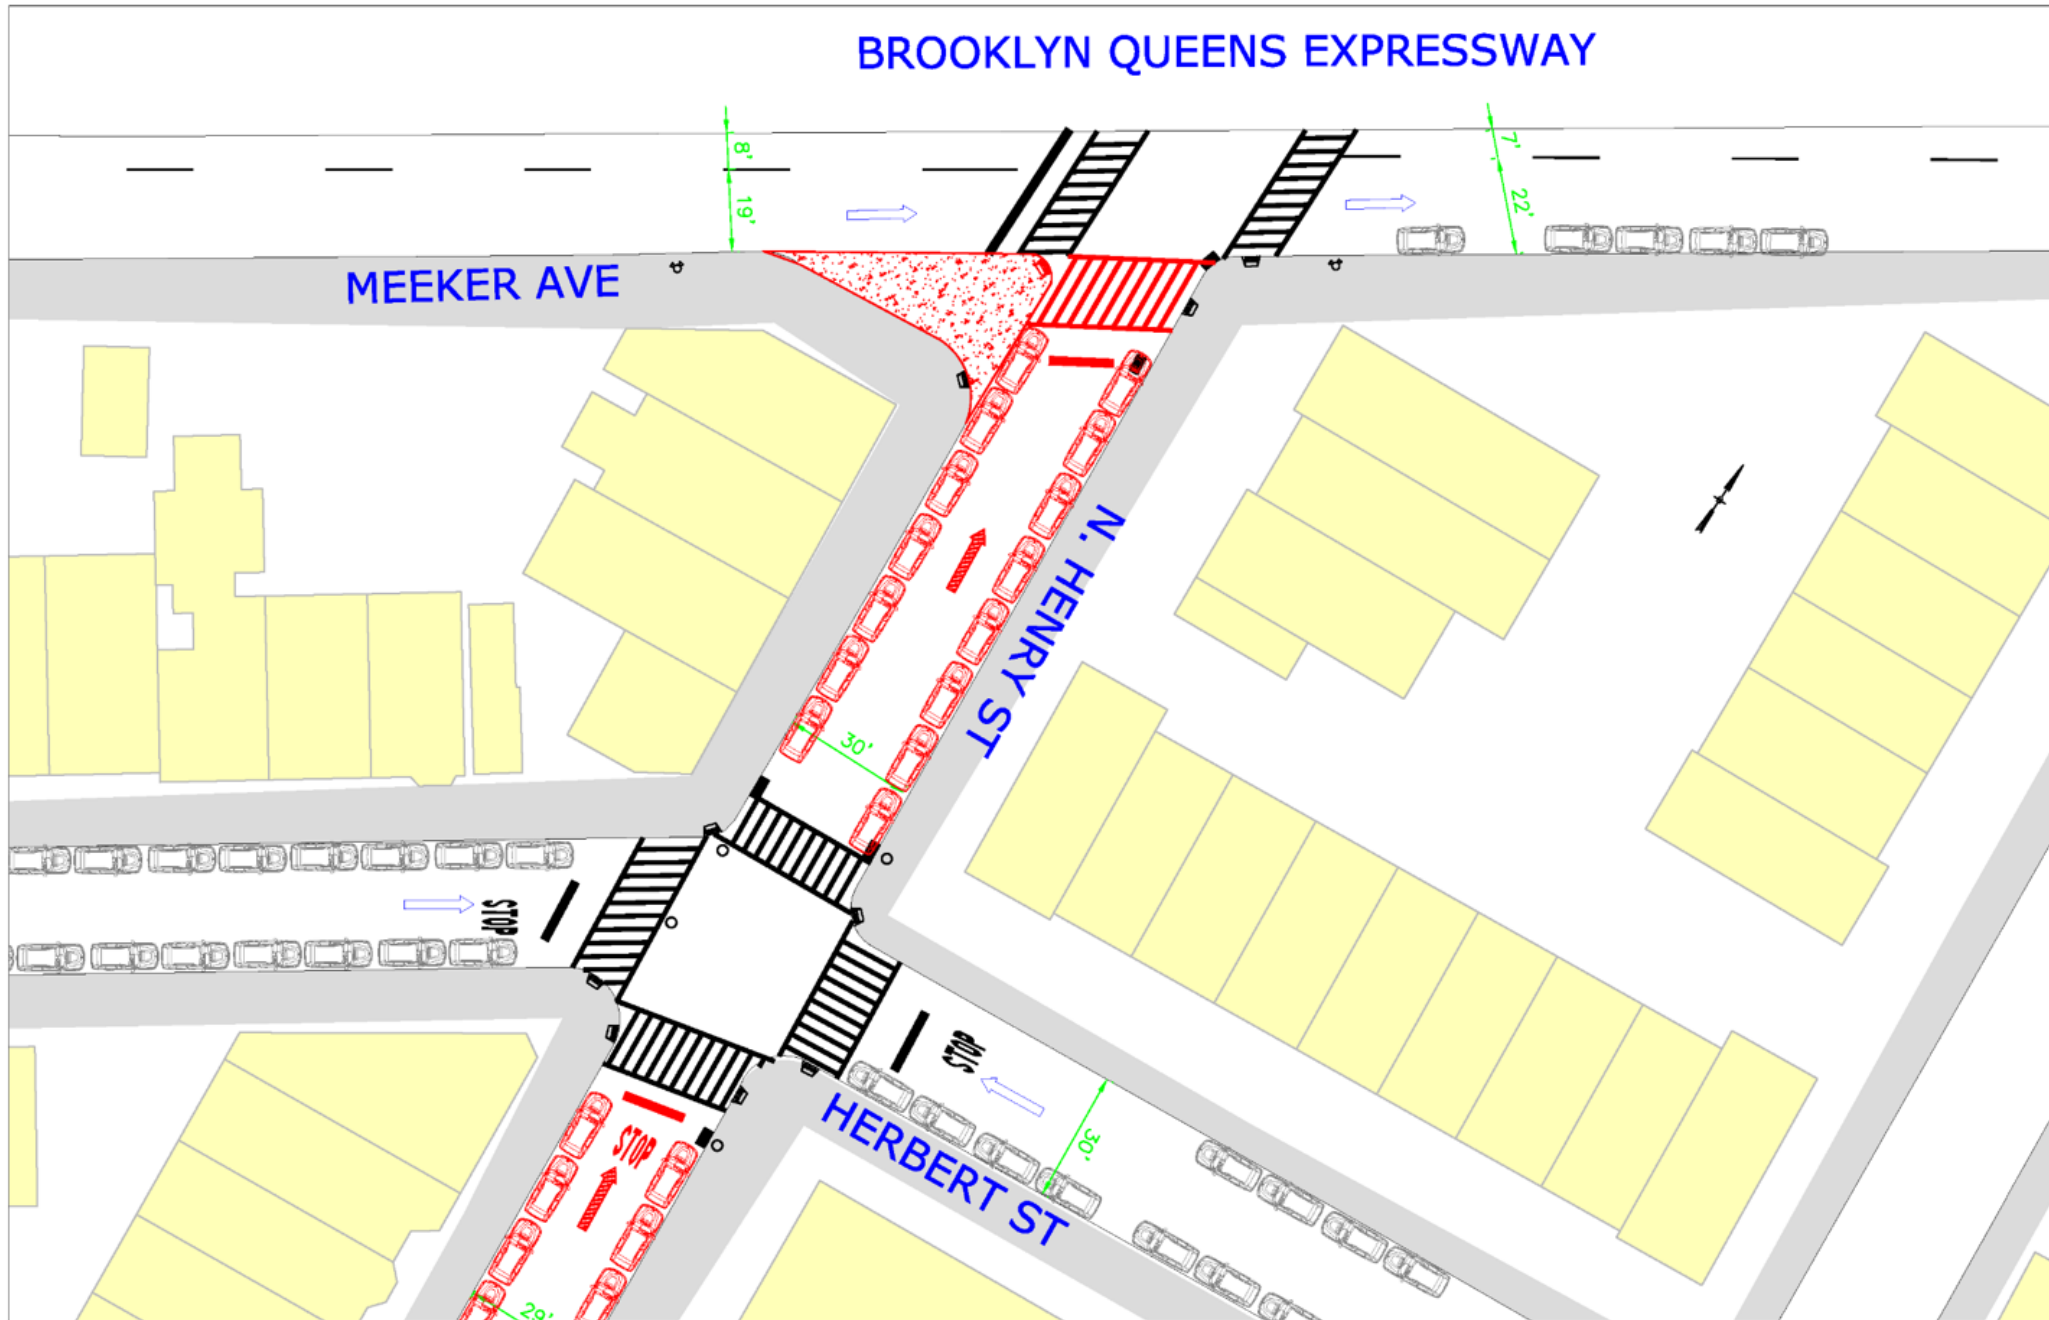 BROOKLYN QUEENS EXPRESSWAY
8'
19'
7'
22'
MEEKER AVE
N. HENRY ST
30'
STOP
STOP
STOP
HERBERT ST
30'
29'